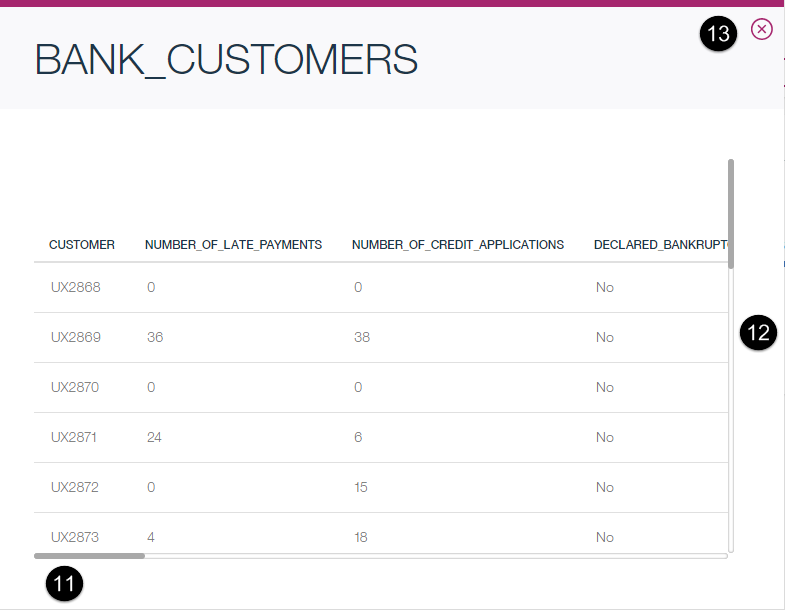 13
BANK_CUSTOMERS
CUSTOMER NUMBER_OF_LATE_PAYMENTS NUMBER_OF_CREDIT_APPLICATIONS DECLARED_BANKRUPT
UX2868 0 0 No
UX2869 36 38 No
12
UX2870 0 0 No
UX2871 24 6 No
UX2872 0 15 No
UX2873 4 18 No
11